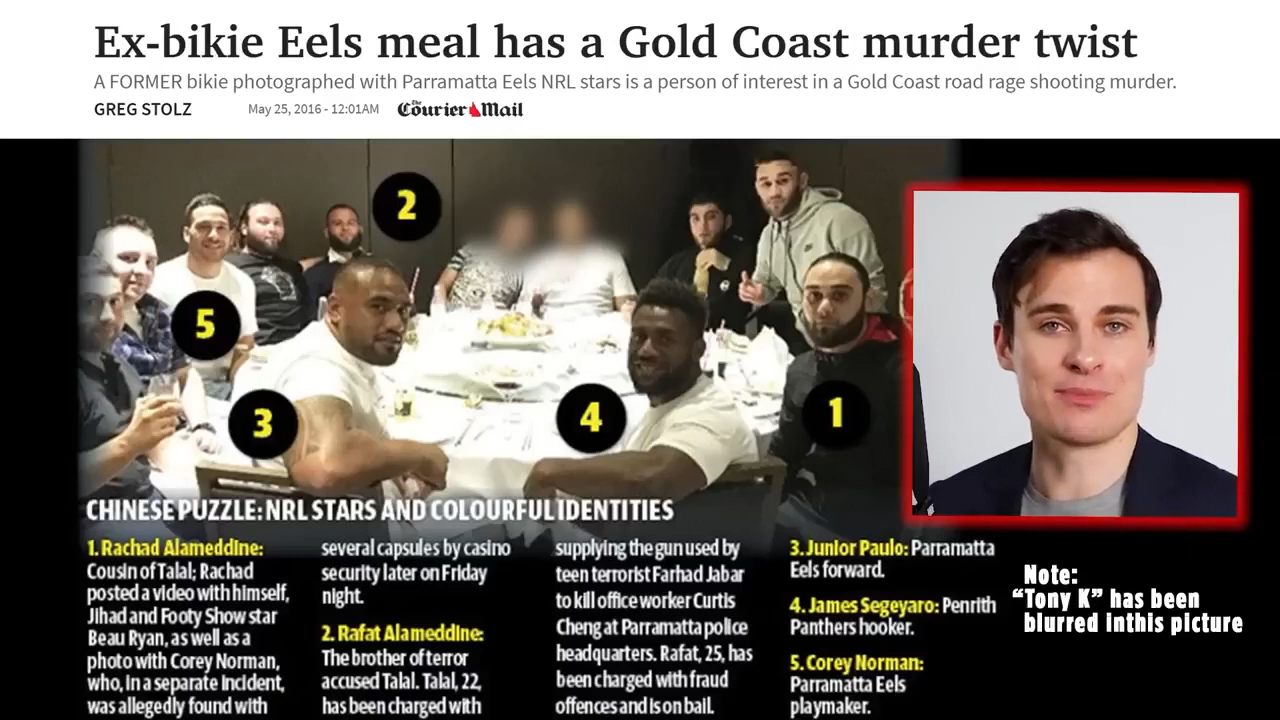 Ex-bikie Eels meal has a Gold Coast murder twist
A FORMER bikie photographed with Parramatta Eels NRL stars is a person of interest in a Gold Coast road rage shooting murder.
GREG STOLZ May 25, 2016 - 12:01AM The Courier Mail
2
5
3
4
1
CHINESE PUZZLE: NRL STARS AND COLOURFUL IDENTITIES
1. Rachad Alameddine:
Cousin of Talal; Rachad
posted a video with himself,
Jihad and Footy Show star
Beau Ryan, as well as a
photo with Corey Norman,
who, in a separate incident,
was allegedly found with
several capsules by casino
security later on Friday
night.
2. Rafat Alameddine:
The brother of terror
accused Talal. Talal, 22,
has been charged with
supplying the gun used by
teen terrorist Farhad Jabar
to kill office worker Curtis
Cheng at Parramatta police
headquarters. Rafat, 25, has
been charged with fraud
offences and is on bail.
3. Junior Paulo: Parramatta
Eels forward.
4. James Segeyaro: Penrith
Panthers hooker.
5. Corey Norman:
Parramatta Eels
playmaker.
Note:
“Tony K” has been
blurred inthis picture